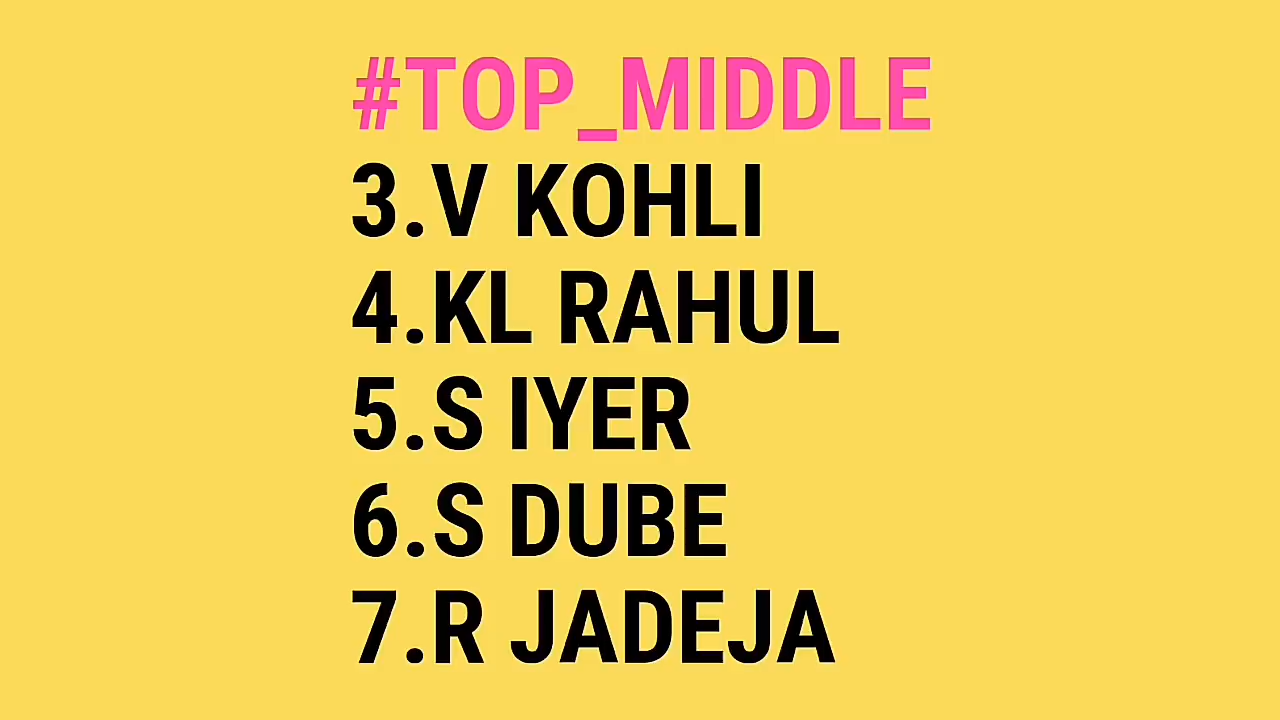 #TOP_MIDDLE
3.V KOHLI
4.KL RAHUL
5.S IYER
6.S DUBE
7.R JADEJA